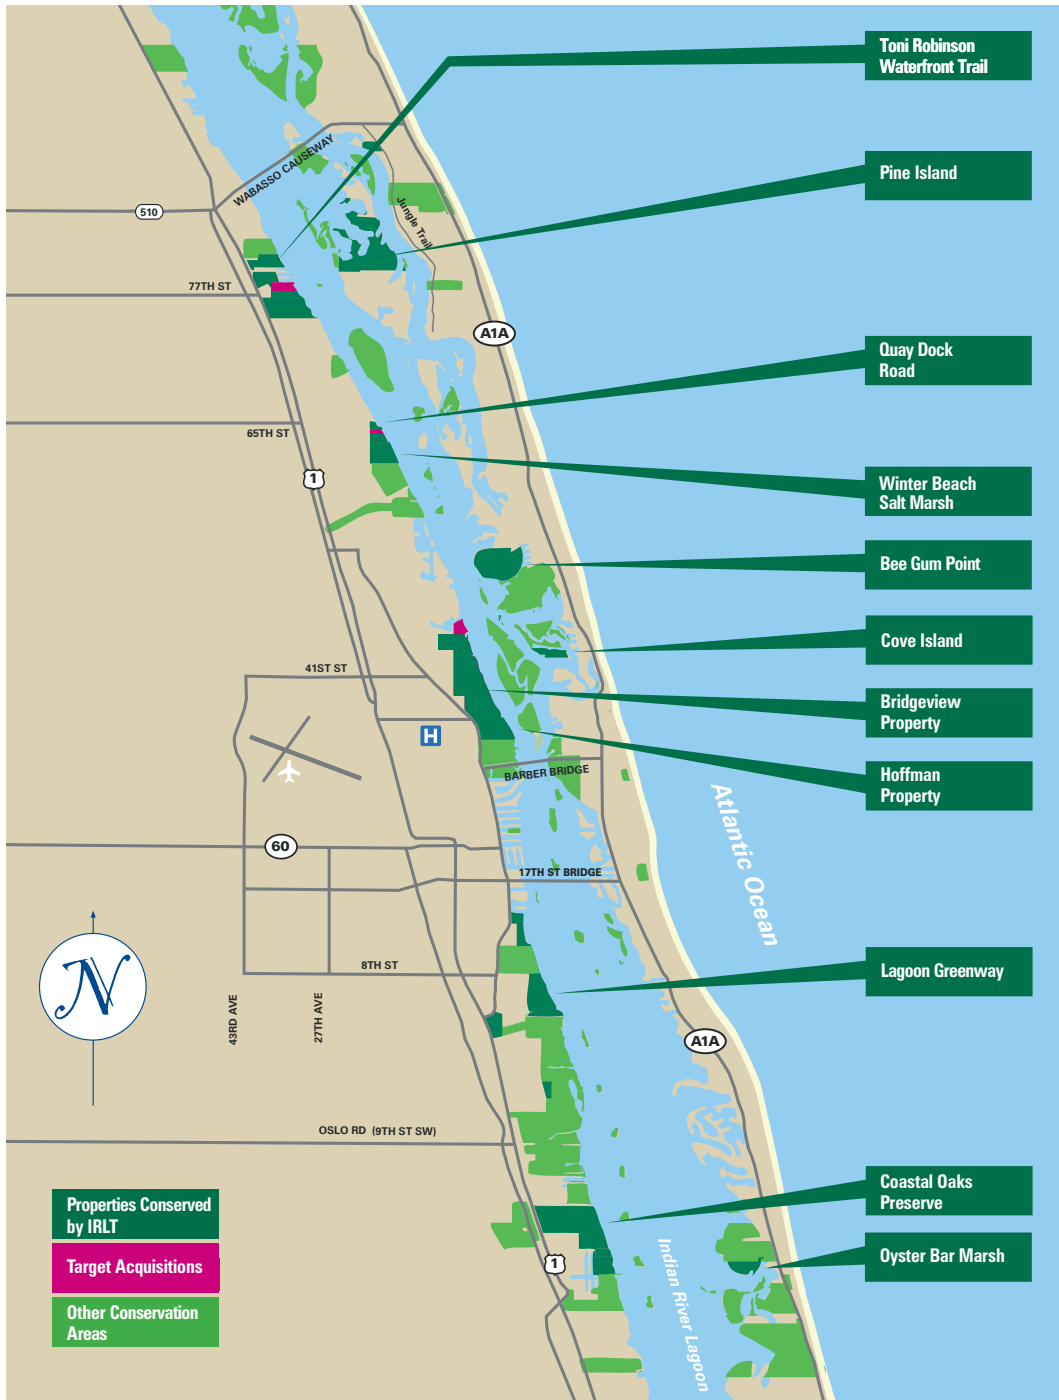 Toni Robinson
Waterfront Trail
WABASSO CAUSEWAY
Pine Island
510
Jungle Trail
77TH ST
A1A
Quay Dock
Road
65TH ST
1
Winter Beach
Salt Marsh
Bee Gum Point
Cove Island
41ST ST
Bridgeview
Property
H
BARBER BRIDGE
Hoffman
Property
Atlantic Ocean
60
17TH ST BRIDGE
N
8TH ST
Lagoon Greenway
43RD AVE
27TH AVE
A1A
OSLO RD (9TH ST SW)
Coastal Oaks
Preserve
Properties Conserved
by IRLT
Target Acquisitions
Other Conservation
Areas
1
Indian River Lagoon
Oyster Bar Marsh